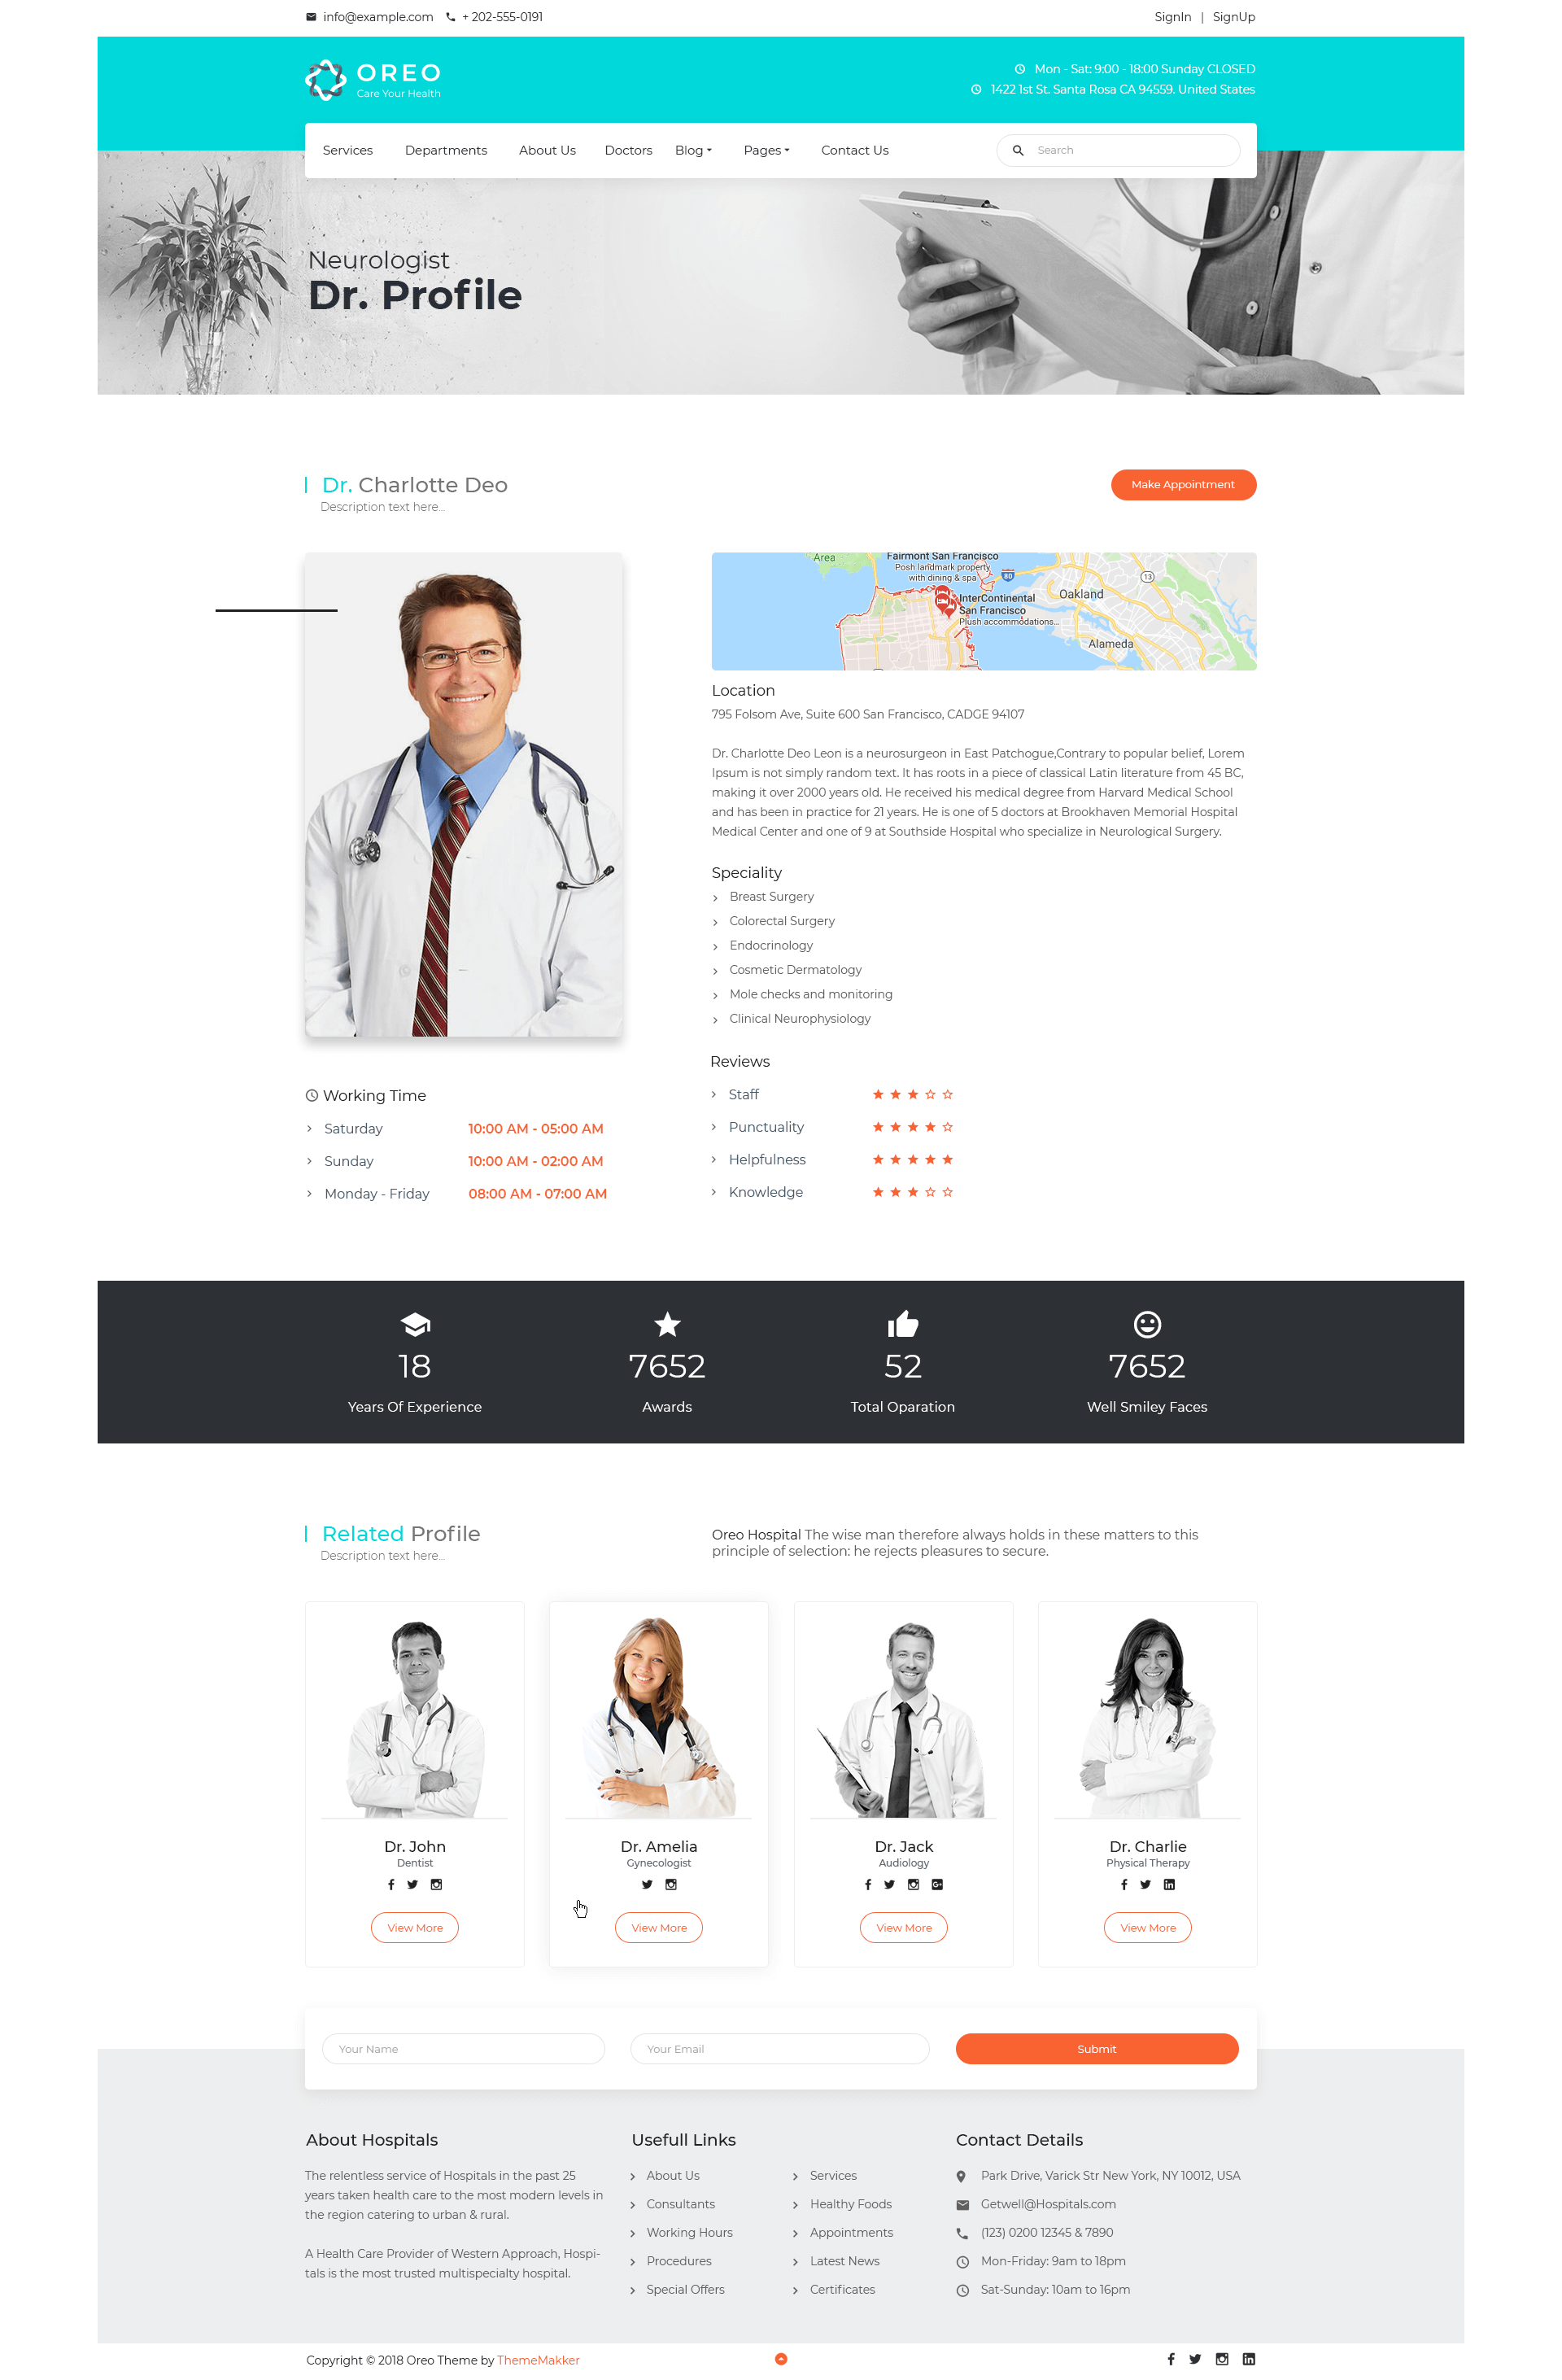 info@example.com + 202-555-0191 SignIn | SignUp
OREO
Care Your Health
Mon - Sat: 9:00 - 18:00 Sunday CLOSED
1422 1st St. Santa Rosa CA 94559. United States
Services Departments About Us Doctors Blog Pages Contact Us Search
Neurologist
Dr. Profile
Dr. Charlotte Deo
Description text here...
Make Appointment
Area
Fairmont San Francisco
Posh landmark property
with dining & spa
80
13
InterContinental
San Francisco
Plush accommodations...
Oakland
Alameda
Location
795 Folsom Ave, Suite 600 San Francisco, CADGE 94107
Dr. Charlotte Deo Leon is a neurosurgeon in East Patchogue,Contrary to popular belief, Lorem
Ipsum is not simply random text. It has roots in a piece of classical Latin literature from 45 BC,
making it over 2000 years old. He received his medical degree from Harvard Medical School
and has been in practice for 21 years. He is one of 5 doctors at Brookhaven Memorial Hospital
Medical Center and one of 9 at Southside Hospital who specialize in Neurological Surgery.
Speciality
Breast Surgery
Colorectal Surgery
Endocrinology
Cosmetic Dermatology
Mole checks and monitoring
Clinical Neurophysiology
Reviews
Staff
Punctuality
Helpfulness
Knowledge
Working Time
Saturday 10:00 AM - 05:00 AM
Sunday 10:00 AM - 02:00 AM
Monday - Friday 08:00 AM - 07:00 AM
18 7652 52 7652
Years Of Experience Awards Total Oparation Well Smiley Faces
Related Profile
Description text here...
Oreo Hospital The wise man therefore always holds in these matters to this
principle of selection: he rejects pleasures to secure.
Dr. John
Dentist
View More
Dr. Amelia
Gynecologist
View More
Dr. Jack
Audiology
G+
View More
Dr. Charlie
Physical Therapy
View More
Your Name Your Email Submit
About Hospitals
The relentless service of Hospitals in the past 25
years taken health care to the most modern levels in
the region catering to urban & rural.
A Health Care Provider of Western Approach, Hospi-
tals is the most trusted multispecialty hospital.
Usefull Links
About Us
Consultants
Working Hours
Procedures
Special Offers
Services
Healthy Foods
Appointments
Latest News
Certificates
Contact Details
Park Drive, Varick Str New York, NY 10012, USA
Getwell@Hospitals.com
(123) 0200 12345 & 7890
Mon-Friday: 9am to 18pm
Sat-Sunday: 10am to 16pm
Copyright © 2018 Oreo Theme by ThemeMakker